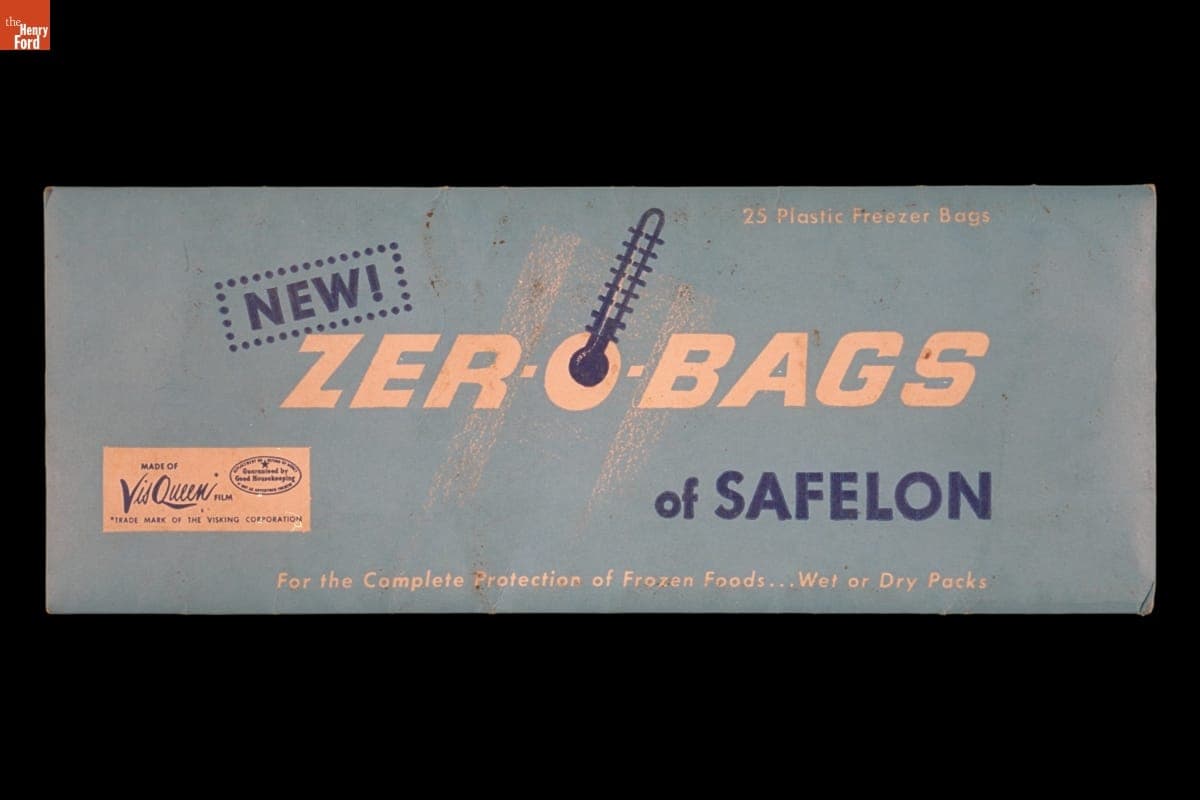 the
Henry
Ford
25 Plastic Freezer Bags
NEW!
ZER-O-BAGS
of SAFELON
MADE OF
VisQueen* FILM
*TRADE MARK OF THE VISKING CORPORATION
Guaranteed by
Good Housekeeping
For the Complete Protection of Frozen Foods...Wet or Dry Packs